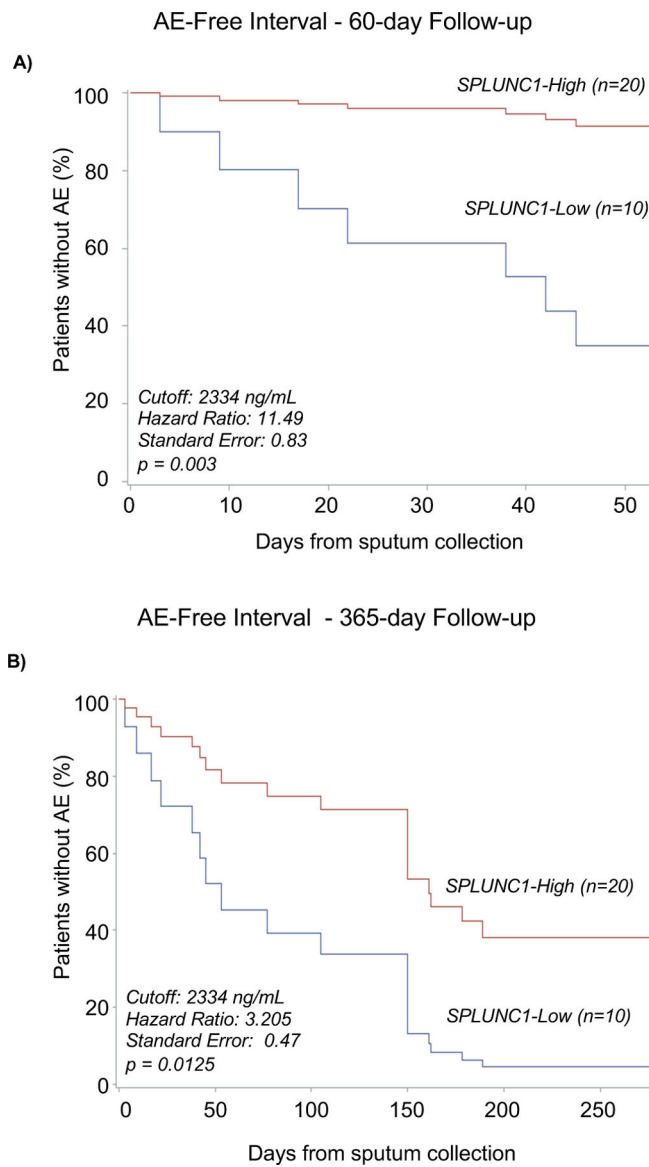 AE-Free Interval - 60-day Follow-up
A)
SPLUNC1-High (n=20)
SPLUNC1-Low (n=10)
Patients without AE (%)
100
80
60
40
20
0
Cutoff: 2334 ng/mL
Hazard Ratio: 11.49
Standard Error: 0.83
p = 0.003
0 10 20 30 40 50
Days from sputum collection
AE-Free Interval - 365-day Follow-up
B)
Patients without AE (%)
100
80
60
40
20
0
SPLUNC1-High (n=20)
SPLUNC1-Low (n=10)
Cutoff: 2334 ng/mL
Hazard Ratio: 3.205
Standard Error: 0.47
p = 0.0125
0 50 100 150 200 250
Days from sputum collection